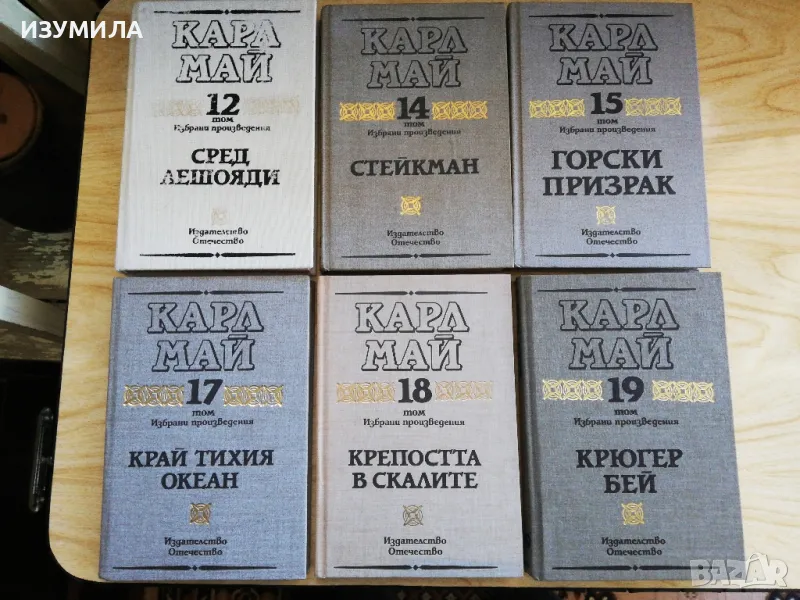 ИЗУМИЛА
КАРЛ
МАЙ
12
том
Избрани произведения
СРЕД
ЛЕШОЯДИ
Издателство
Отечество
КАРЛ
МАЙ
14
том
Избрани произведения
СТЕЙКМАН
Издателство
Отечество
КАРЛ
МАЙ
15
том
Избрани произведения
ГОРСКИ
ПРИЗРАК
Издателство
Отечество
КАРЛ
МАЙ
17
том
Избрани произведения
КРАЙ ТИХИЯ
ОКЕАН
Издателство
Отечество
КАРЛ
МАЙ
18
том
Избрани произведения
КРЕПОСТТА
В СКАЛИТЕ
Издателство
Отечество
КАРЛ
МАЙ
19
том
Избрани произведения
КРЮГЕР
БЕЙ
Издателство
Отечество
BAZAR